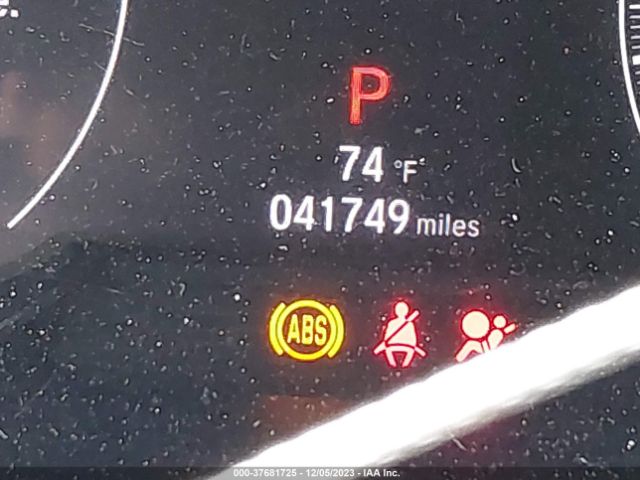 P
74 °F
041749 miles
ABS
000-37681725 - 12/05/2023 - IAA Inc.